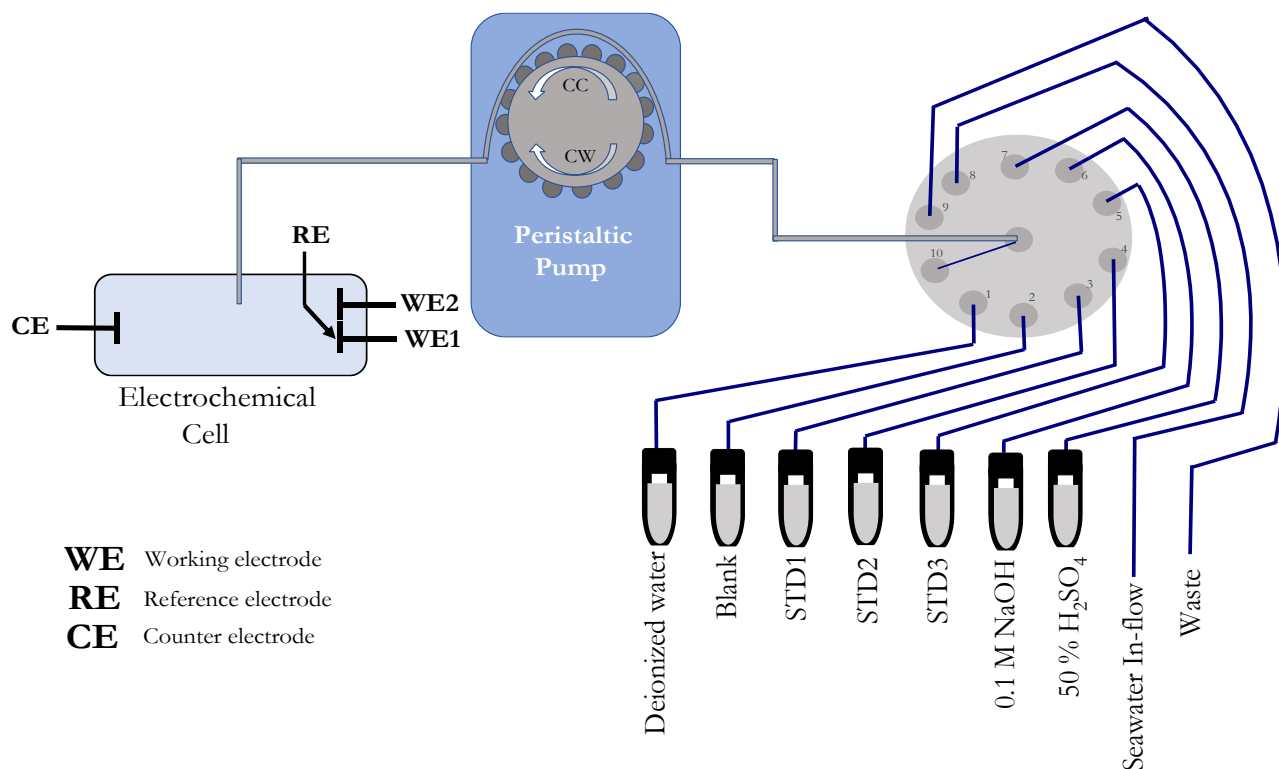 CC
CW
Peristaltic
Pump
RE
WE2
WE1
CE
Electrochemical
Cell
7
8
6
9
5
10
4
1
2
3
WE Working electrode
RE Reference electrode
CE Counter electrode
Deionized water
Blank
STD1
STD2
STD3
0.1 M NaOH
50 % H₂SO₄
Seawater In-flow
Waste